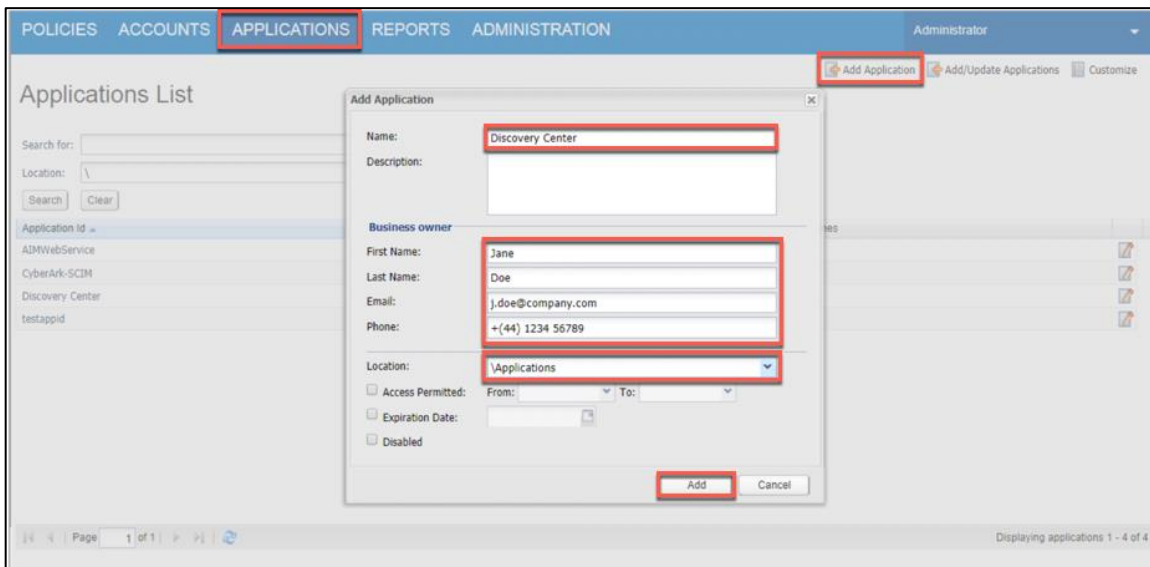 POLICIES ACCOUNTS APPLICATIONS REPORTS ADMINISTRATION Administrator
Add Application Add/Update Applications Customize
Applications List
Add Application
Name: Discovery Center
Search for:
Description:
Location: \
Search Clear
Application Id
Business owner
AIMWebService
First Name: Jane
CyberArk-SCIM
Last Name: Doe
Discovery Center
Email: j.doe@company.com
testappid
Phone: +(44) 1234 56789
Location: \Applications
Access Permitted: From: To:
Expiration Date:
Disabled
Add Cancel
Page 1 of 1 Displaying applications 1 - 4 of 4